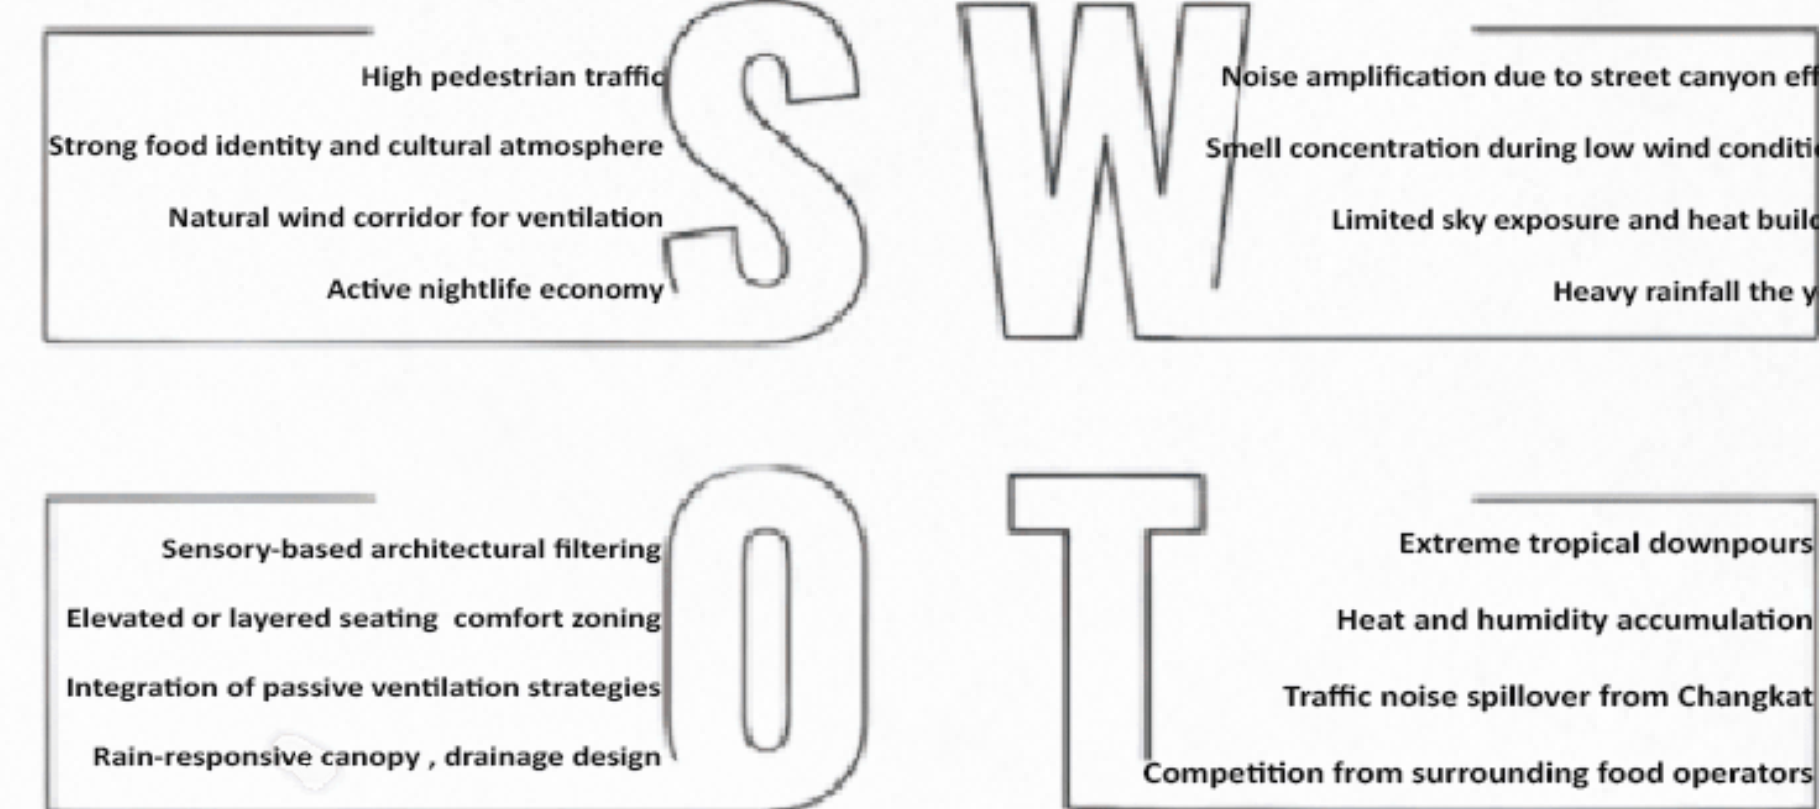 S
High pedestrian traffic
Strong food identity and cultural atmosphere
Natural wind corridor for ventilation
Active nightlife economy
W
Noise amplification due to street canyon eff
Smell concentration during low wind conditi
Limited sky exposure and heat build
Heavy rainfall the y
O
Sensory-based architectural filtering
Elevated or layered seating comfort zoning
Integration of passive ventilation strategies
Rain-responsive canopy , drainage design
T
Extreme tropical downpours
Heat and humidity accumulation
Traffic noise spillover from Changkat
Competition from surrounding food operators